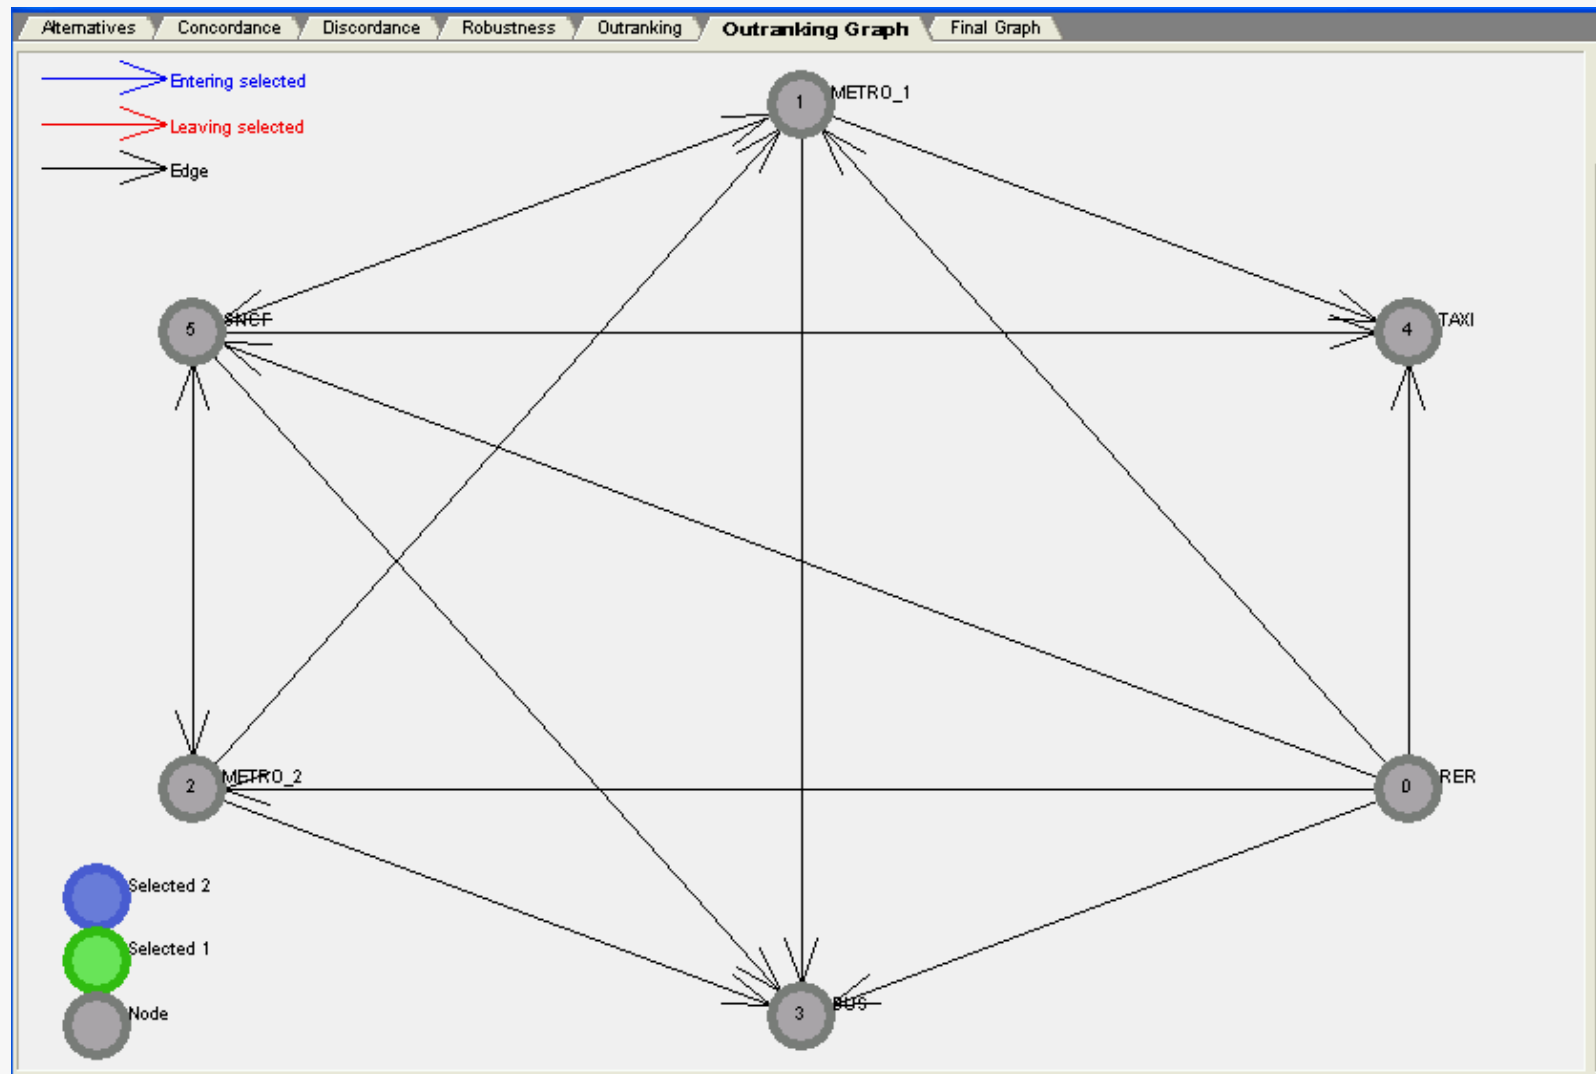 Alternatives Concordance Discordance Robustness Outranking Outranking Graph Final Graph
Entering selected
Leaving selected
Edge
1 METRO_1
5 SNCF
4 TAXI
2 METRO_2
0 RER
3 BUS
Selected 2
Selected 1
Node